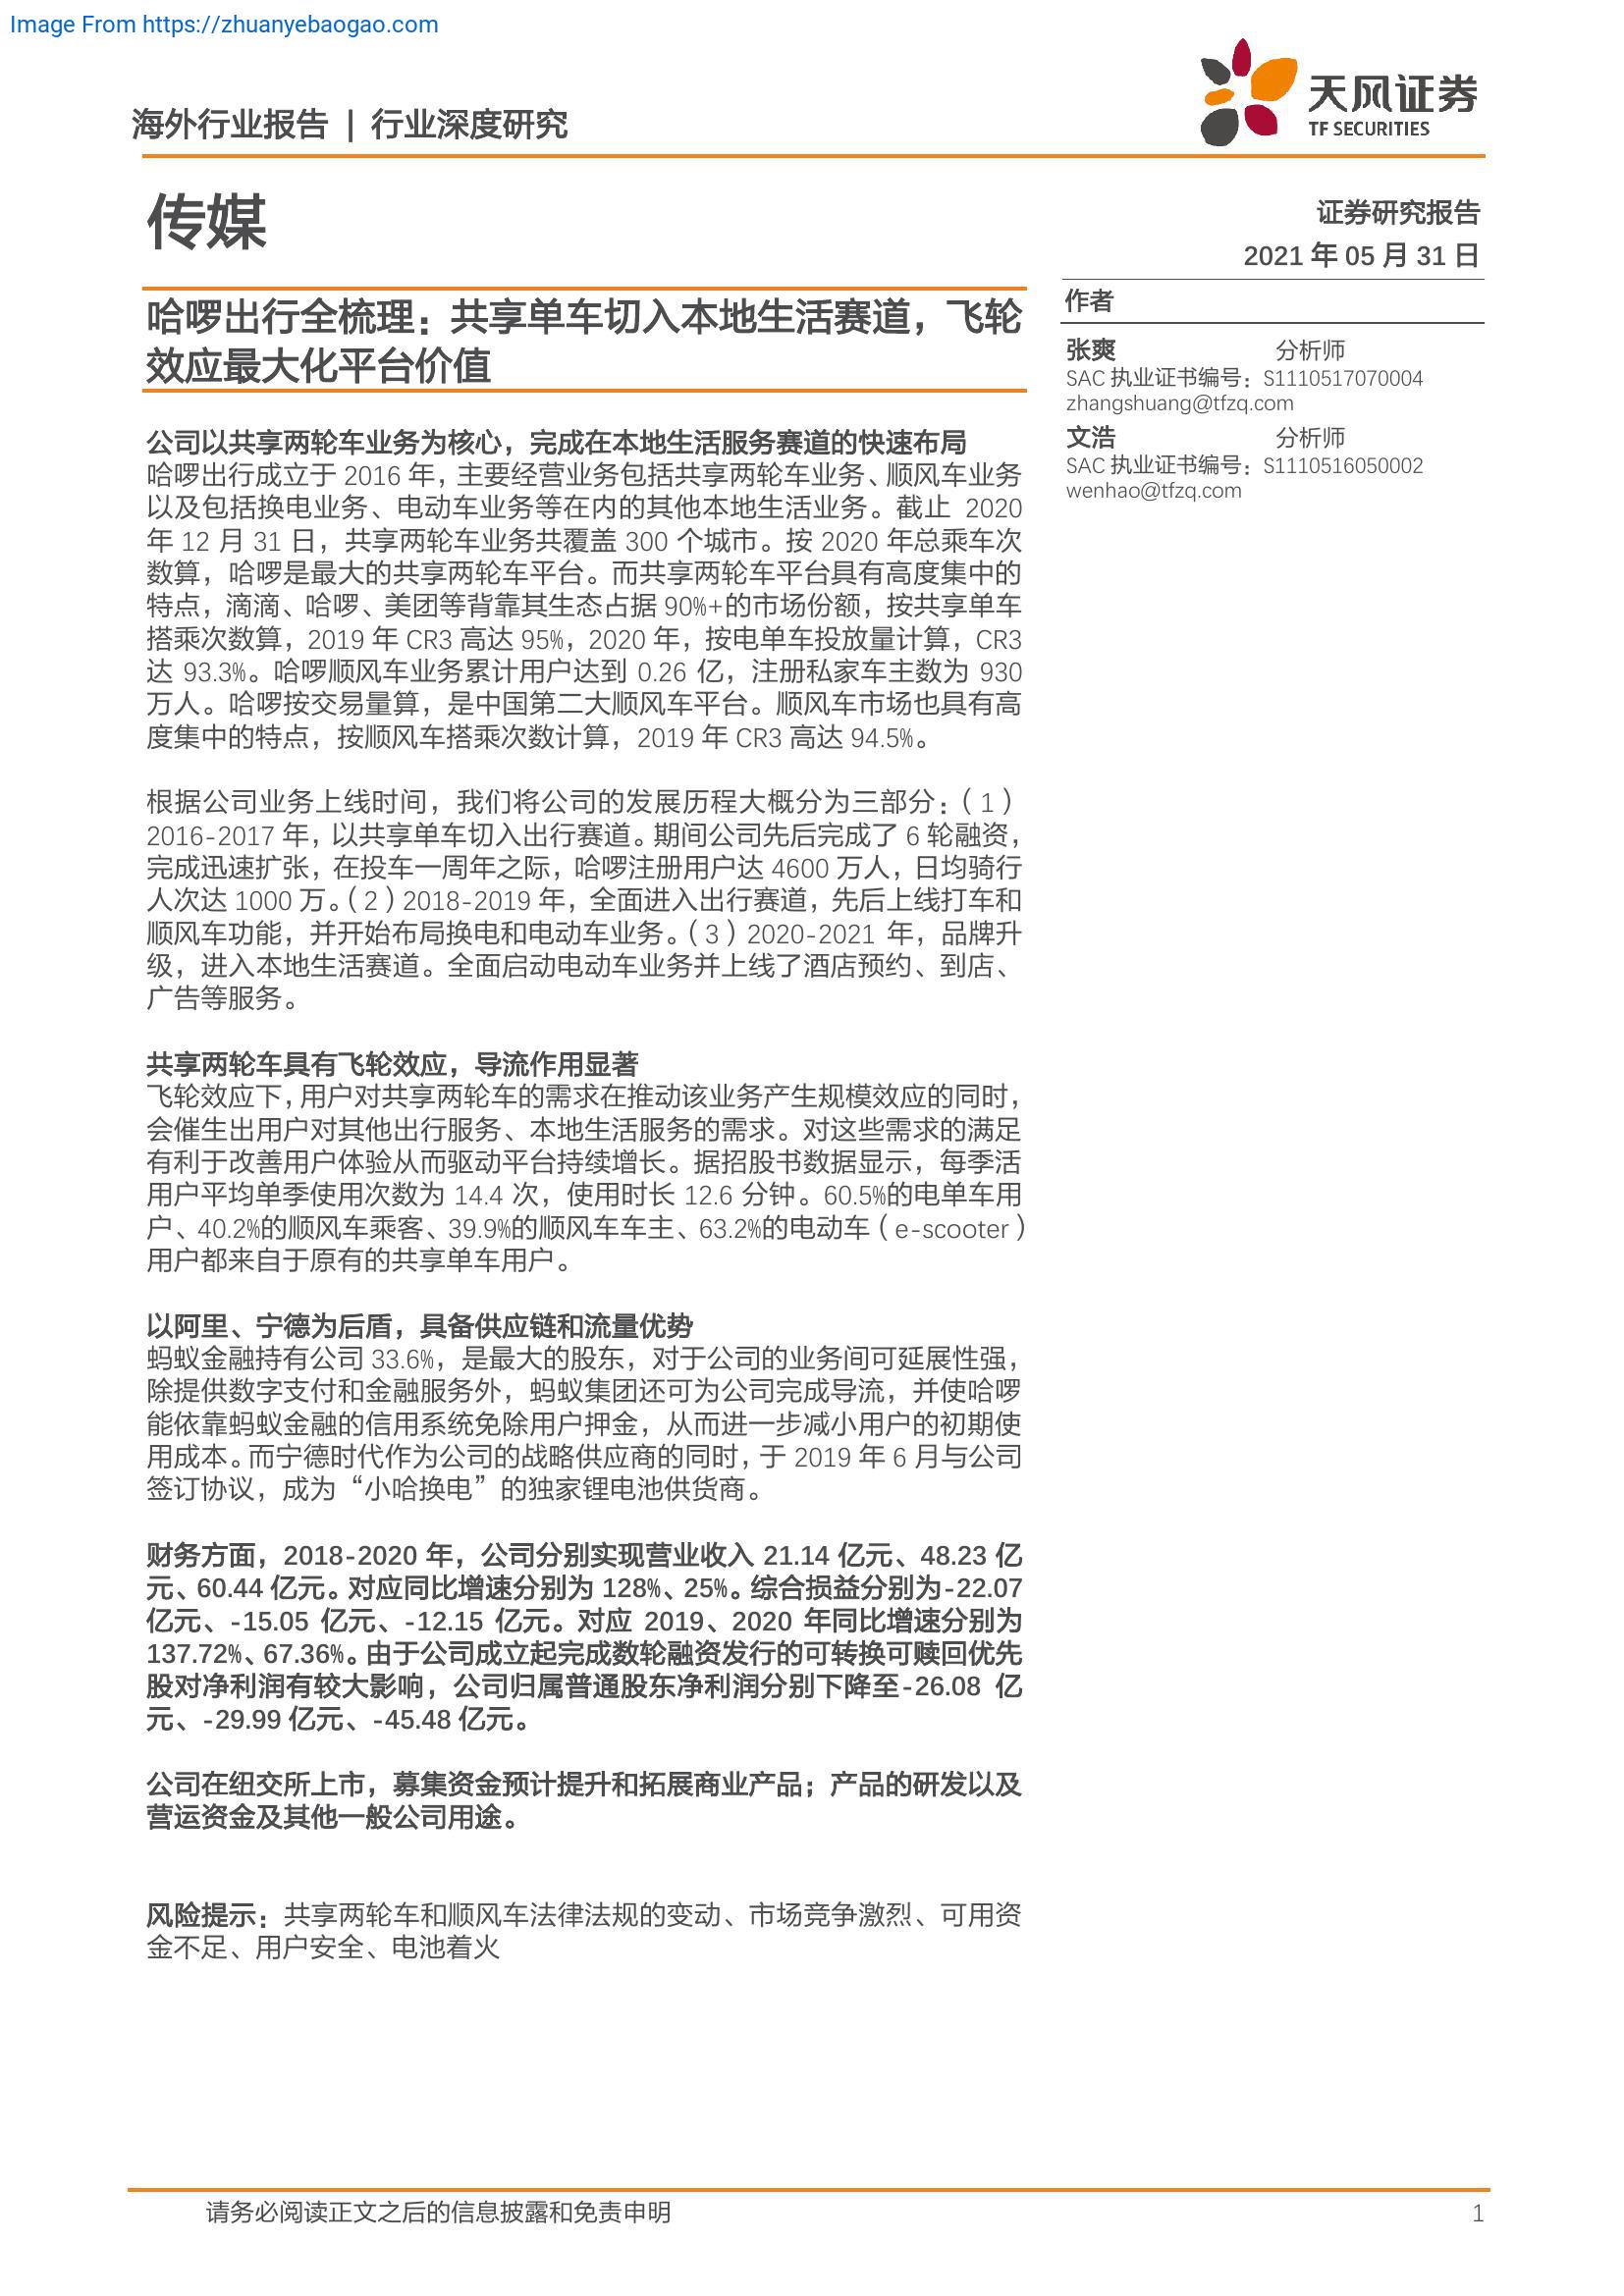 Image From https://zhuanyebaogao.com
海外行业报告 | 行业深度研究
天风证券
TF SECURITIES
传媒
证券研究报告
2021 年 05 月 31 日
哈啰出行全梳理：共享单车切入本地生活赛道，飞轮
效应最大化平台价值
作者
张爽 分析师
SAC 执业证书编号：S1110517070004
zhangshuang@tfzq.com
文浩 分析师
SAC 执业证书编号：S1110516050002
wenhao@tfzq.com
公司以共享两轮车业务为核心，完成在本地生活服务赛道的快速布局
哈啰出行成立于 2016 年，主要经营业务包括共享两轮车业务、顺风车业务
以及包括换电业务、电动车业务等在内的其他本地生活业务。截止 2020
年 12 月 31 日，共享两轮车业务共覆盖 300 个城市。按 2020 年总乘车次
数算，哈啰是最大的共享两轮车平台。而共享两轮车平台具有高度集中的
特点，滴滴、哈啰、美团等背靠其生态占据 90%+的市场份额，按共享单车
搭乘次数算，2019 年 CR3 高达 95%，2020 年，按电单车投放量计算，CR3
达 93.3%。哈啰顺风车业务累计用户达到 0.26 亿，注册私家车主数为 930
万人。哈啰按交易量算，是中国第二大顺风车平台。顺风车市场也具有高
度集中的特点，按顺风车搭乘次数计算，2019 年 CR3 高达 94.5%。
根据公司业务上线时间，我们将公司的发展历程大概分为三部分：（1）
2016-2017 年，以共享单车切入出行赛道。期间公司先后完成了 6 轮融资，
完成迅速扩张，在投车一周年之际，哈啰注册用户达 4600 万人，日均骑行
人次达 1000 万。（2）2018-2019 年，全面进入出行赛道，先后上线打车和
顺风车功能，并开始布局换电和电动车业务。（3）2020-2021 年，品牌升
级，进入本地生活赛道。全面启动电动车业务并上线了酒店预约、到店、
广告等服务。
共享两轮车具有飞轮效应，导流作用显著
飞轮效应下，用户对共享两轮车的需求在推动该业务产生规模效应的同时，
会催生出用户对其他出行服务、本地生活服务的需求。对这些需求的满足
有利于改善用户体验从而驱动平台持续增长。据招股书数据显示，每季活
用户平均单季使用次数为 14.4 次，使用时长 12.6 分钟。60.5%的电单车用
户、40.2%的顺风车乘客、39.9%的顺风车车主、63.2%的电动车（e-scooter）
用户都来自于原有的共享单车用户。
以阿里、宁德为后盾，具备供应链和流量优势
蚂蚁金融持有公司 33.6%，是最大的股东，对于公司的业务间可延展性强，
除提供数字支付和金融服务外，蚂蚁集团还可为公司完成导流，并使哈啰
能依靠蚂蚁金融的信用系统免除用户押金，从而进一步减小用户的初期使
用成本。而宁德时代作为公司的战略供应商的同时，于 2019 年 6 月与公司
签订协议，成为“小哈换电”的独家锂电池供货商。
财务方面，2018-2020 年，公司分别实现营业收入 21.14 亿元、48.23 亿
元、60.44 亿元。对应同比增速分别为 128%、25%。综合损益分别为-22.07
亿元、-15.05 亿元、-12.15 亿元。对应 2019、2020 年同比增速分别为
137.72%、67.36%。由于公司成立起完成数轮融资发行的可转换可赎回优先
股对净利润有较大影响，公司归属普通股东净利润分别下降至-26.08 亿
元、-29.99 亿元、-45.48 亿元。
公司在纽交所上市，募集资金预计提升和拓展商业产品；产品的研发以及
营运资金及其他一般公司用途。
风险提示：共享两轮车和顺风车法律法规的变动、市场竞争激烈、可用资
金不足、用户安全、电池着火
请务必阅读正文之后的信息披露和免责申明 1